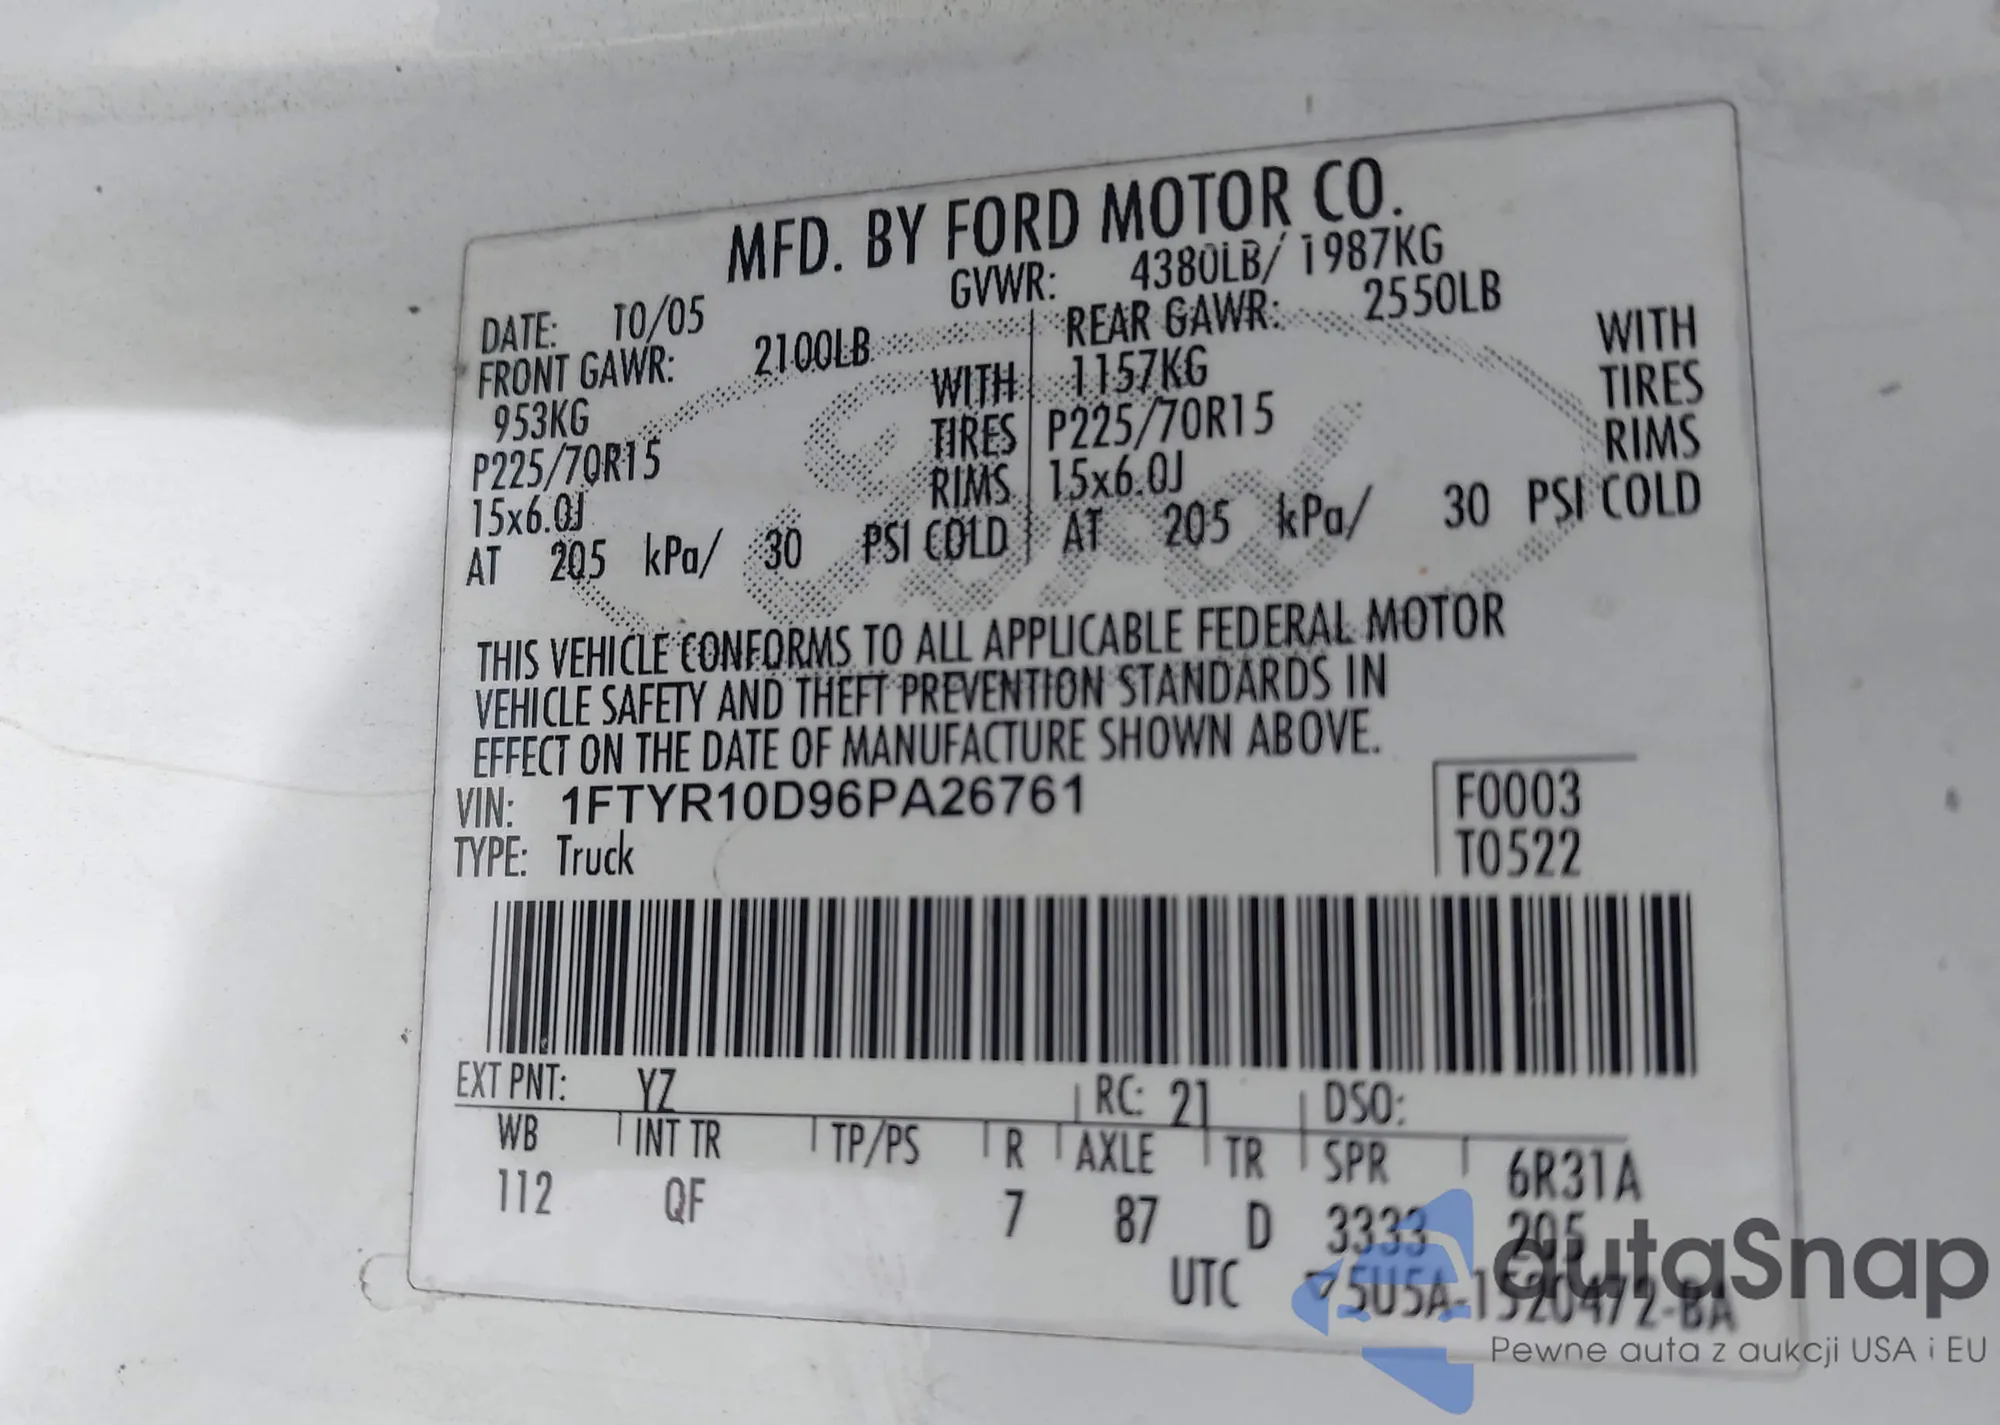 MFD. BY FORD MOTOR CO.
DATE: 10/05 GVWR: 4380LB/ 1987KG
FRONT GAWR: 2100LB REAR GAWR: 2550LB
953KG WITH 1157KG WITH
P225/70R15 TIRES P225/70R15 TIRES
15x6.0J RIMS 15x6.0J RIMS
AT 205 kPa/ 30 PSI COLD AT 205 kPa/ 30 PSI COLD
THIS VEHICLE CONFORMS TO ALL APPLICABLE FEDERAL MOTOR
VEHICLE SAFETY AND THEFT PREVENTION STANDARDS IN
EFFECT ON THE DATE OF MANUFACTURE SHOWN ABOVE.
VIN: 1FTYR10D96PA26761 F0003
TYPE: Truck T0522
EXT PNT: YZ RC: 21 DSO:
WB INT TR TP/PS R AXLE TR SPR 6R31A
112 QF 7 87 D 3333 205
UTC 5U5A-1520472-BA
autaSnap
Pewne auta z aukcji USA i EU